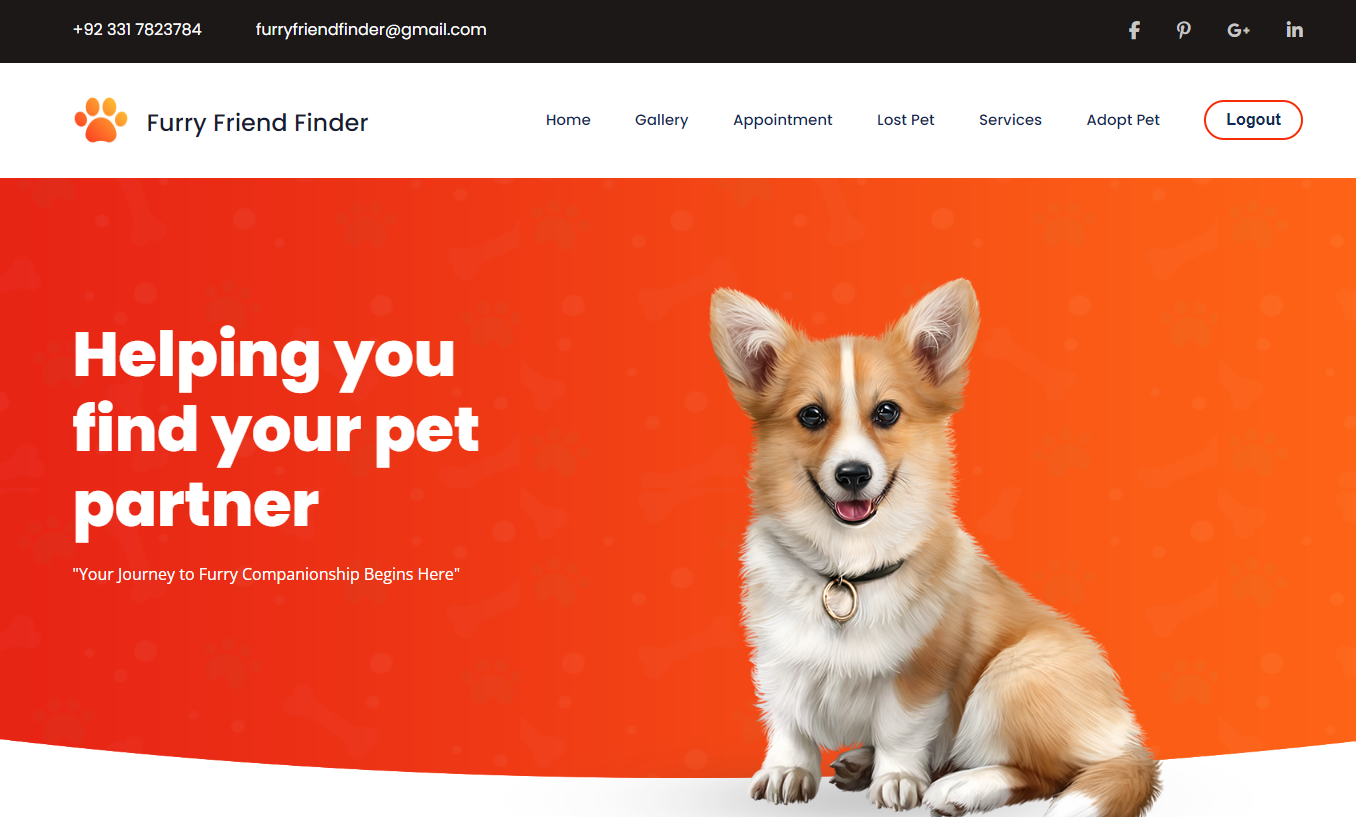 +92 331 7823784 furryfriendfinder@gmail.com
Furry Friend Finder
Home Gallery Appointment Lost Pet Services Adopt Pet Logout
Helping you
find your pet
partner
"Your Journey to Furry Companionship Begins Here"